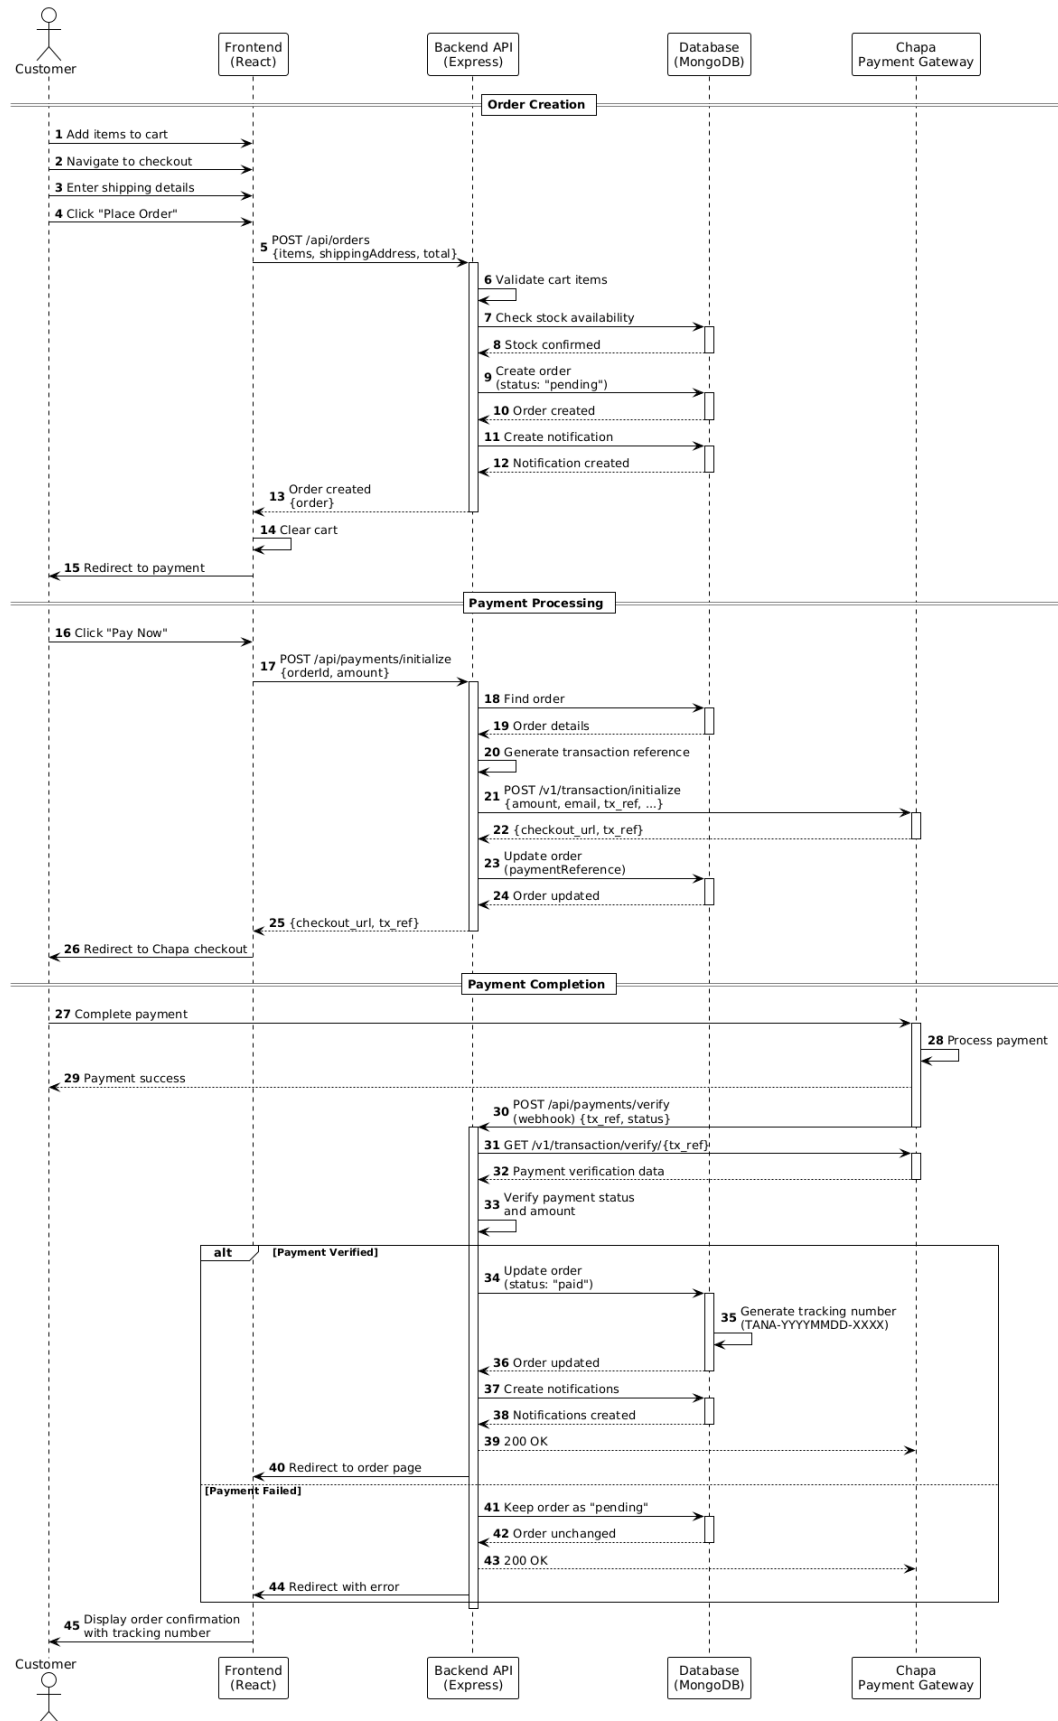 Customer
Frontend
(React)
Backend API
(Express)
Database
(MongoDB)
Chapa
Payment Gateway
Order Creation
1 Add items to cart
2 Navigate to checkout
3 Enter shipping details
4 Click "Place Order"
5 POST /api/orders
{items, shippingAddress, total}
6 Validate cart items
7 Check stock availability
8 Stock confirmed
9 Create order
(status: "pending")
10 Order created
11 Create notification
12 Notification created
13 Order created
{order}
14 Clear cart
15 Redirect to payment
Payment Processing
16 Click "Pay Now"
17 POST /api/payments/initialize
{orderId, amount}
18 Find order
19 Order details
20 Generate transaction reference
21 POST /v1/transaction/initialize
{amount, email, tx_ref, ...}
22 {checkout_url, tx_ref}
23 Update order
(paymentReference)
24 Order updated
25 {checkout_url, tx_ref}
26 Redirect to Chapa checkout
Payment Completion
27 Complete payment
28 Process payment
29 Payment success
30 POST /api/payments/verify
(webhook) {tx_ref, status}
31 GET /v1/transaction/verify/{tx_ref}
32 Payment verification data
33 Verify payment status
and amount
alt [Payment Verified]
34 Update order
(status: "paid")
35 Generate tracking number
(TANA-YYYYMMDD-XXXX)
36 Order updated
37 Create notifications
38 Notifications created
39 200 OK
40 Redirect to order page
[Payment Failed]
41 Keep order as "pending"
42 Order unchanged
43 200 OK
44 Redirect with error
45 Display order confirmation
with tracking number
Customer
Frontend
(React)
Backend API
(Express)
Database
(MongoDB)
Chapa
Payment Gateway